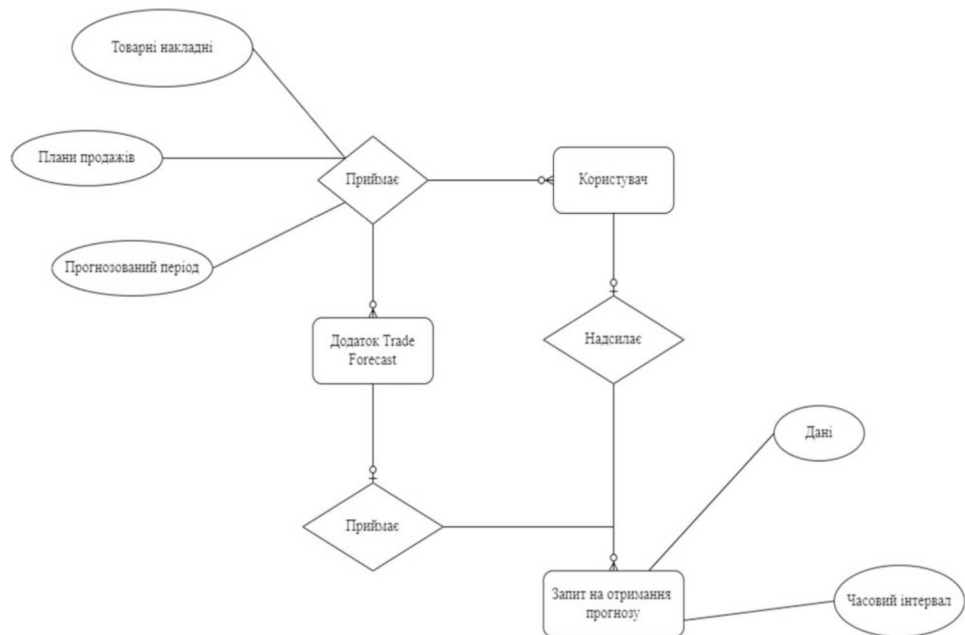 Товарні накладні
Плани продажів
Приймає
Користувач
Прогнозований період
Додаток Trade
Forecast
Надсилає
Дані
Приймає
Запит на отримання
прогнозу
Часовий інтервал